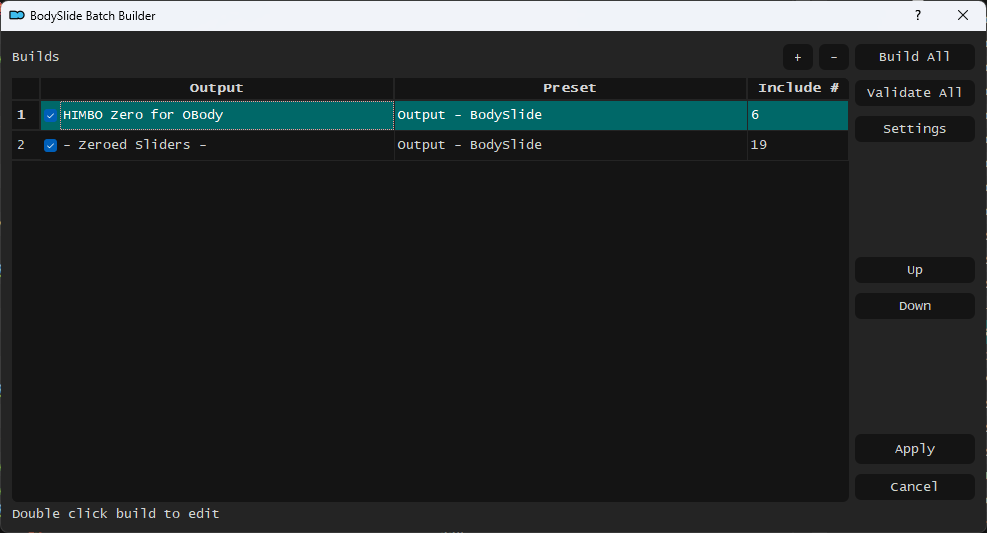 BodySlide Batch Builder ?
Builds + - Build All
Output Preset Include #
1 HIMBO Zero for OBody Output - BodySlide 6
2 - Zeroed Sliders - Output - BodySlide 19
Validate All
Settings
Up
Down
Apply
Cancel
Double click build to edit